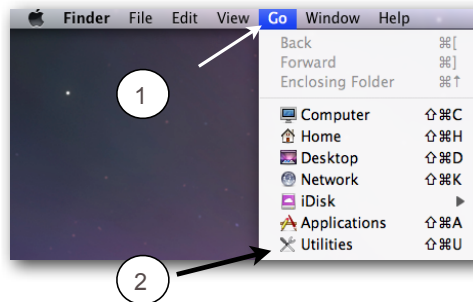 Finder File Edit View Go Window Help
Back ⌘[
Forward ⌘]
Enclosing Folder ⌘↑
Computer ⇧⌘C
Home ⇧⌘H
Desktop ⇧⌘D
Network ⇧⌘K
iDisk ▶
Applications ⇧⌘A
Utilities ⇧⌘U
1
2